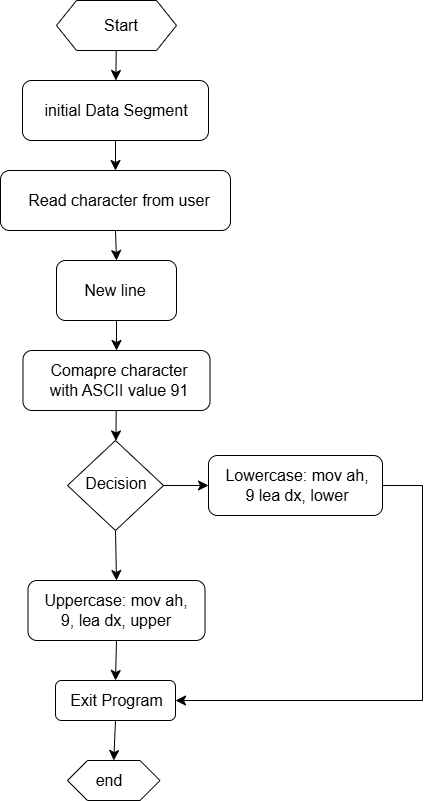 Start
initial Data Segment
Read character from user
New line
Comapre character
with ASCII value 91
Decision
Lowercase: mov ah,
9 lea dx, lower
Uppercase: mov ah,
9, lea dx, upper
Exit Program
end